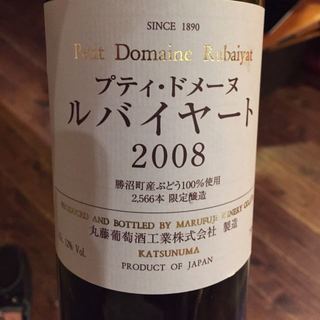 SINCE 1890
Petit Domaine Rubaiyat
プティ・ドメーヌ
ルバイヤート
2008
勝沼町産ぶどう100%使用
2,566本 限定醸造
PRODUCED AND BOTTLED BY MARUFUJI WINERY
丸藤葡萄酒工業株式会社 製造
12% Vol.
KATSUNUMA
PRODUCT OF JAPAN